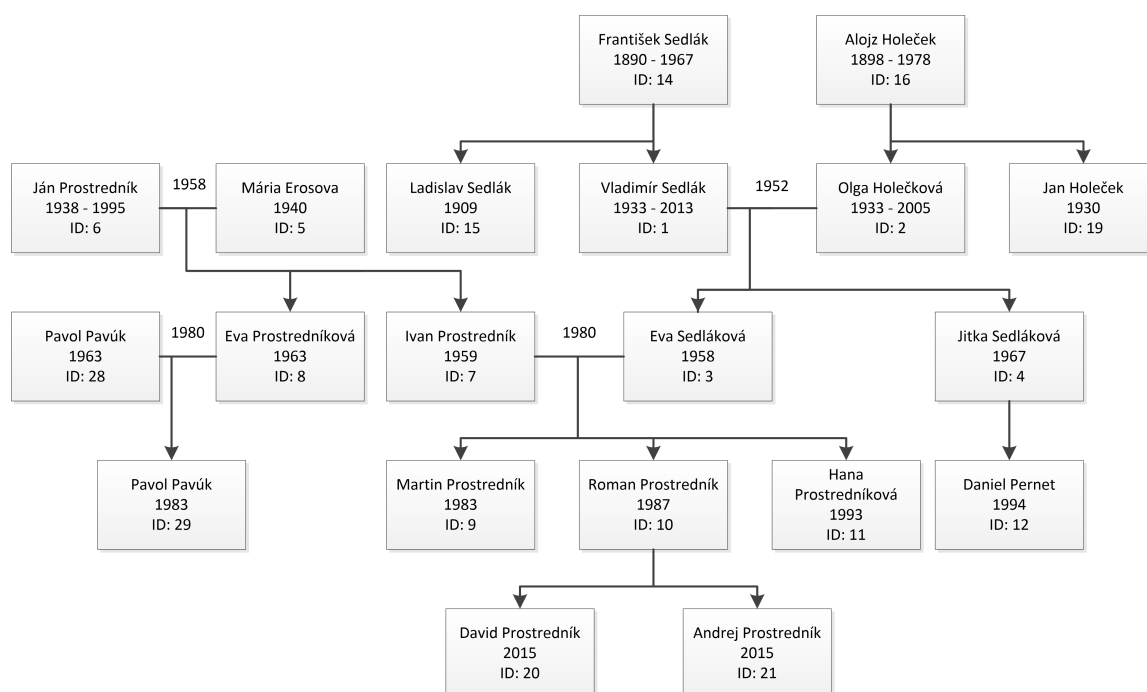 František Sedlák
1890 - 1967
ID: 14
Alojz Holeček
1898 - 1978
ID: 16
Ján Prostredník
1938 - 1995
ID: 6
1958
Mária Erosova
1940
ID: 5
Ladislav Sedlák
1909
ID: 15
Vladimír Sedlák
1933 - 2013
ID: 1
1952
Olga Holečková
1933 - 2005
ID: 2
Jan Holeček
1930
ID: 19
Pavol Pavúk
1963
ID: 28
1980
Eva Prostredníková
1963
ID: 8
Ivan Prostredník
1959
ID: 7
1980
Eva Sedláková
1958
ID: 3
Jitka Sedláková
1967
ID: 4
Pavol Pavúk
1983
ID: 29
Martin Prostredník
1983
ID: 9
Roman Prostredník
1987
ID: 10
Hana
Prostredníková
1993
ID: 11
Daniel Pernet
1994
ID: 12
David Prostredník
2015
ID: 20
Andrej Prostredník
2015
ID: 21